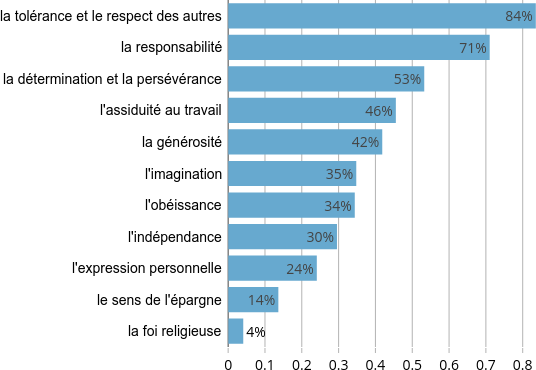 la tolérance et le respect des autres 84%
la responsabilité 71%
la détermination et la persévérance 53%
l'assiduité au travail 46%
la générosité 42%
l'imagination 35%
l'obéissance 34%
l'indépendance 30%
l'expression personnelle 24%
le sens de l'épargne 14%
la foi religieuse 4%
0 0.1 0.2 0.3 0.4 0.5 0.6 0.7 0.8